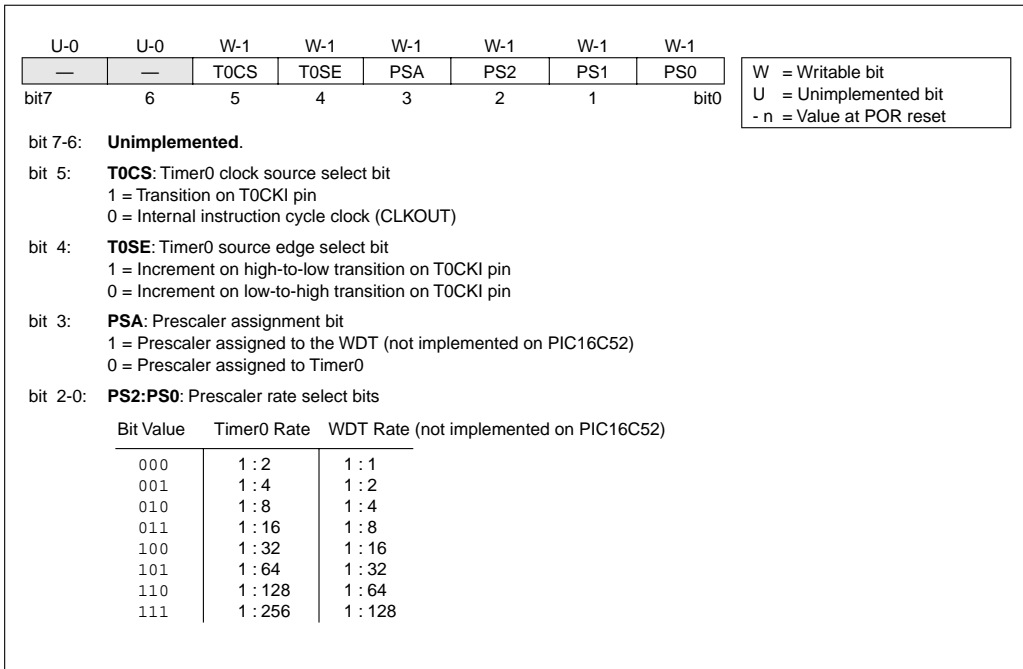 U-0 U-0 W-1 W-1 W-1 W-1 W-1 W-1
— — T0CS T0SE PSA PS2 PS1 PS0
bit7 6 5 4 3 2 1 bit0
W = Writable bit
U = Unimplemented bit
- n = Value at POR reset
bit 7-6: Unimplemented.
bit 5: T0CS: Timer0 clock source select bit
1 = Transition on T0CKI pin
0 = Internal instruction cycle clock (CLKOUT)
bit 4: T0SE: Timer0 source edge select bit
1 = Increment on high-to-low transition on T0CKI pin
0 = Increment on low-to-high transition on T0CKI pin
bit 3: PSA: Prescaler assignment bit
1 = Prescaler assigned to the WDT (not implemented on PIC16C52)
0 = Prescaler assigned to Timer0
bit 2-0: PS2:PS0: Prescaler rate select bits
Bit Value Timer0 Rate WDT Rate (not implemented on PIC16C52)
000 1 : 2 1 : 1
001 1 : 4 1 : 2
010 1 : 8 1 : 4
011 1 : 16 1 : 8
100 1 : 32 1 : 16
101 1 : 64 1 : 32
110 1 : 128 1 : 64
111 1 : 256 1 : 128